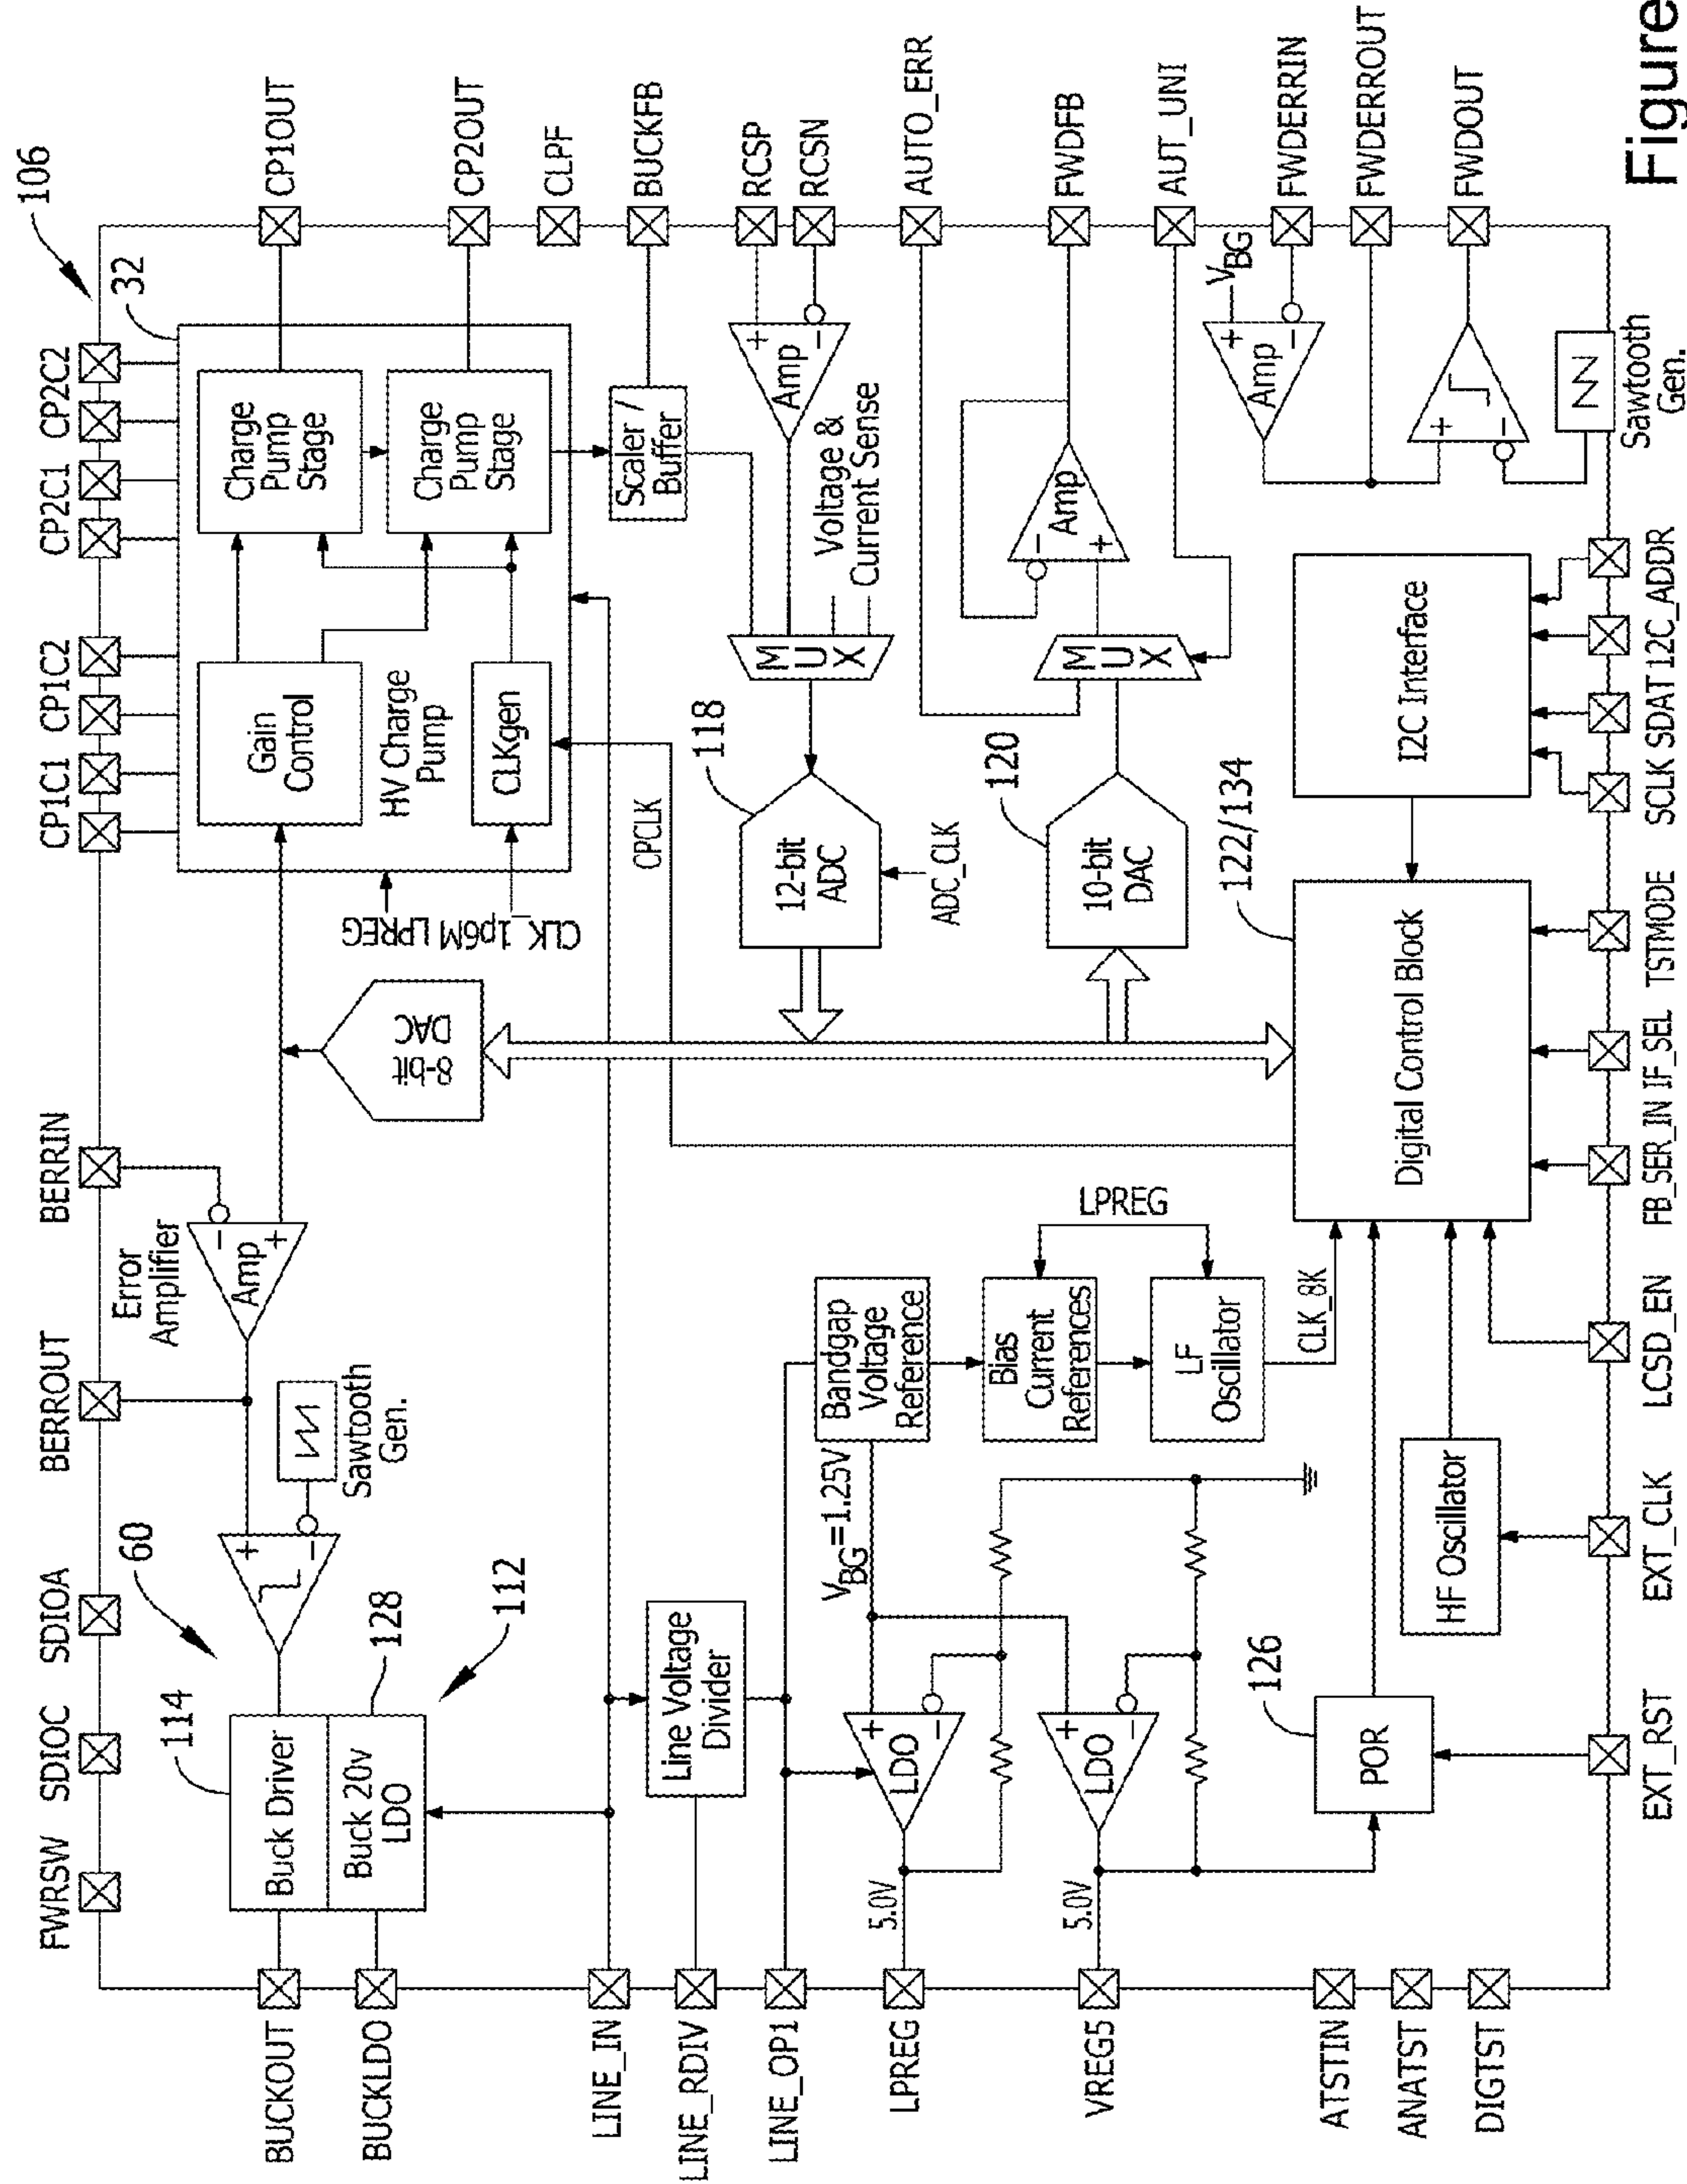 106
FWRSW
SDIOC
SDIOA
BERROUT
BERRIN
CP1C1
CP1C2
CP2C1
CP2C2
BUCKOUT
BUCKLDO
LINE_IN
LINE_RDIV
LINE_OP1
LPREG
VREG5
ATSTIN
ANATST
DIGTST
60
114
Buck Driver
Buck 20v
LDO
128
112
+
−
Sawtooth
Gen.
Error
Amplifier
Amp
−
+
8-bit
DAC
32
Gain
Control
HV Charge
Pump
CLKgen
Charge
Pump
Stage
Charge
Pump
Stage
CLK_1p6M
LPREG
CPCLK
CP1OUT
CP2OUT
CLPF
BUCKFB
RCSP
RCSN
AUTO_ERR
FWDFB
AUT_UNI
FWDERRIN
FWDERROUT
FWDOUT
Scaler /
Buffer
+
−
Amp
Voltage &
Current Sense
MUX
118
12-bit
ADC
ADC_CLK
120
10-bit
DAC
MUX
−
+
Amp
VBG
+
−
Amp
+
−
Sawtooth
Gen.
Line Voltage
Divider
VBG=1.25V
Bandgap
Voltage
Reference
Bias
Current
References
LF
Oscillator
LPREG
CLK_8K
+
−
LDO
5.0V
+
−
LDO
5.0V
126
POR
HF Oscillator
122/134
Digital Control Block
I2C Interface
EXT_RST
EXT_CLK
LCSD_EN
FB_SER_IN
IF_SEL
TSTMODE
SCLK
SDAT
I2C_ADDR
Figure